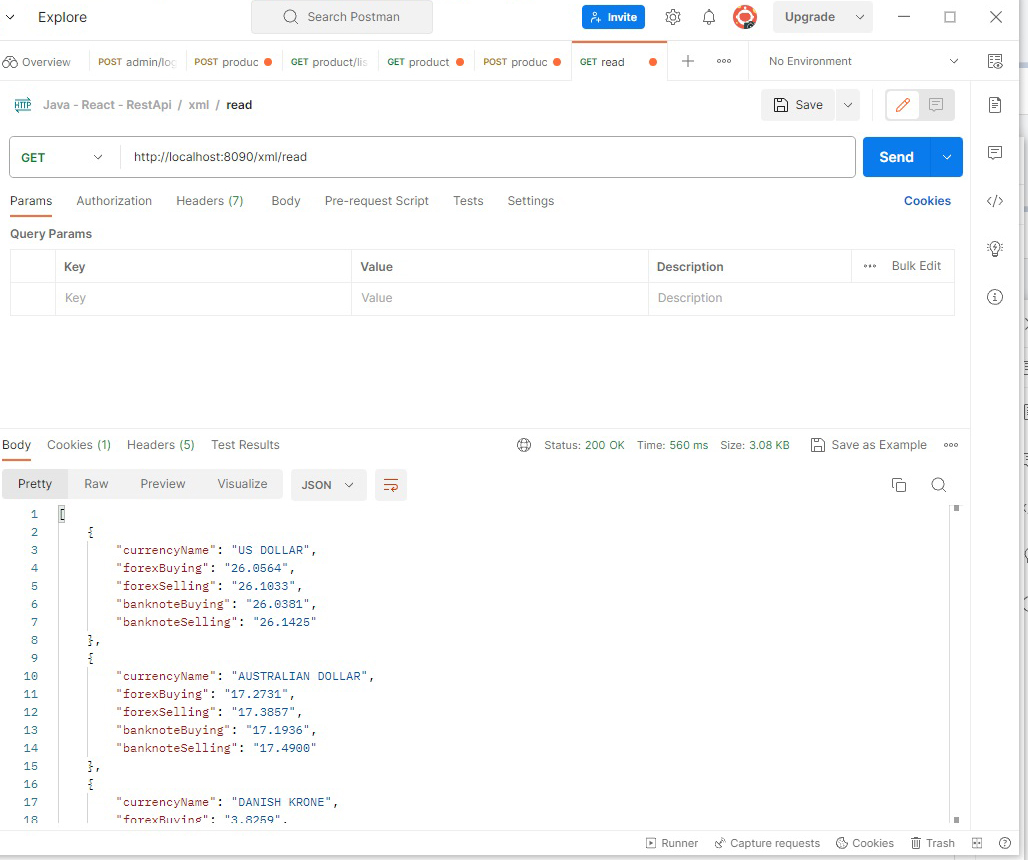 Explore
Search Postman
Invite
Upgrade
Overview
POST admin/log
POST produc
GET product/lis
GET product
POST produc
GET read
No Environment
HTTP Java - React - RestApi / xml / read
Save
GET
http://localhost:8090/xml/read
Send
Params Authorization Headers (7) Body Pre-request Script Tests Settings Cookies
Query Params
Key Value Description Bulk Edit
Key Value Description
Body Cookies (1) Headers (5) Test Results Status: 200 OK Time: 560 ms Size: 3.08 KB Save as Example
Pretty Raw Preview Visualize JSON
1 [
2 {
3 "currencyName": "US DOLLAR",
4 "forexBuying": "26.0564",
5 "forexSelling": "26.1033",
6 "banknoteBuying": "26.0381",
7 "banknoteSelling": "26.1425"
8 },
9 {
10 "currencyName": "AUSTRALIAN DOLLAR",
11 "forexBuying": "17.2731",
12 "forexSelling": "17.3857",
13 "banknoteBuying": "17.1936",
14 "banknoteSelling": "17.4900"
15 },
16 {
17 "currencyName": "DANISH KRONE",
18 "forexBuying": "3.8259",
Runner Capture requests Cookies Trash